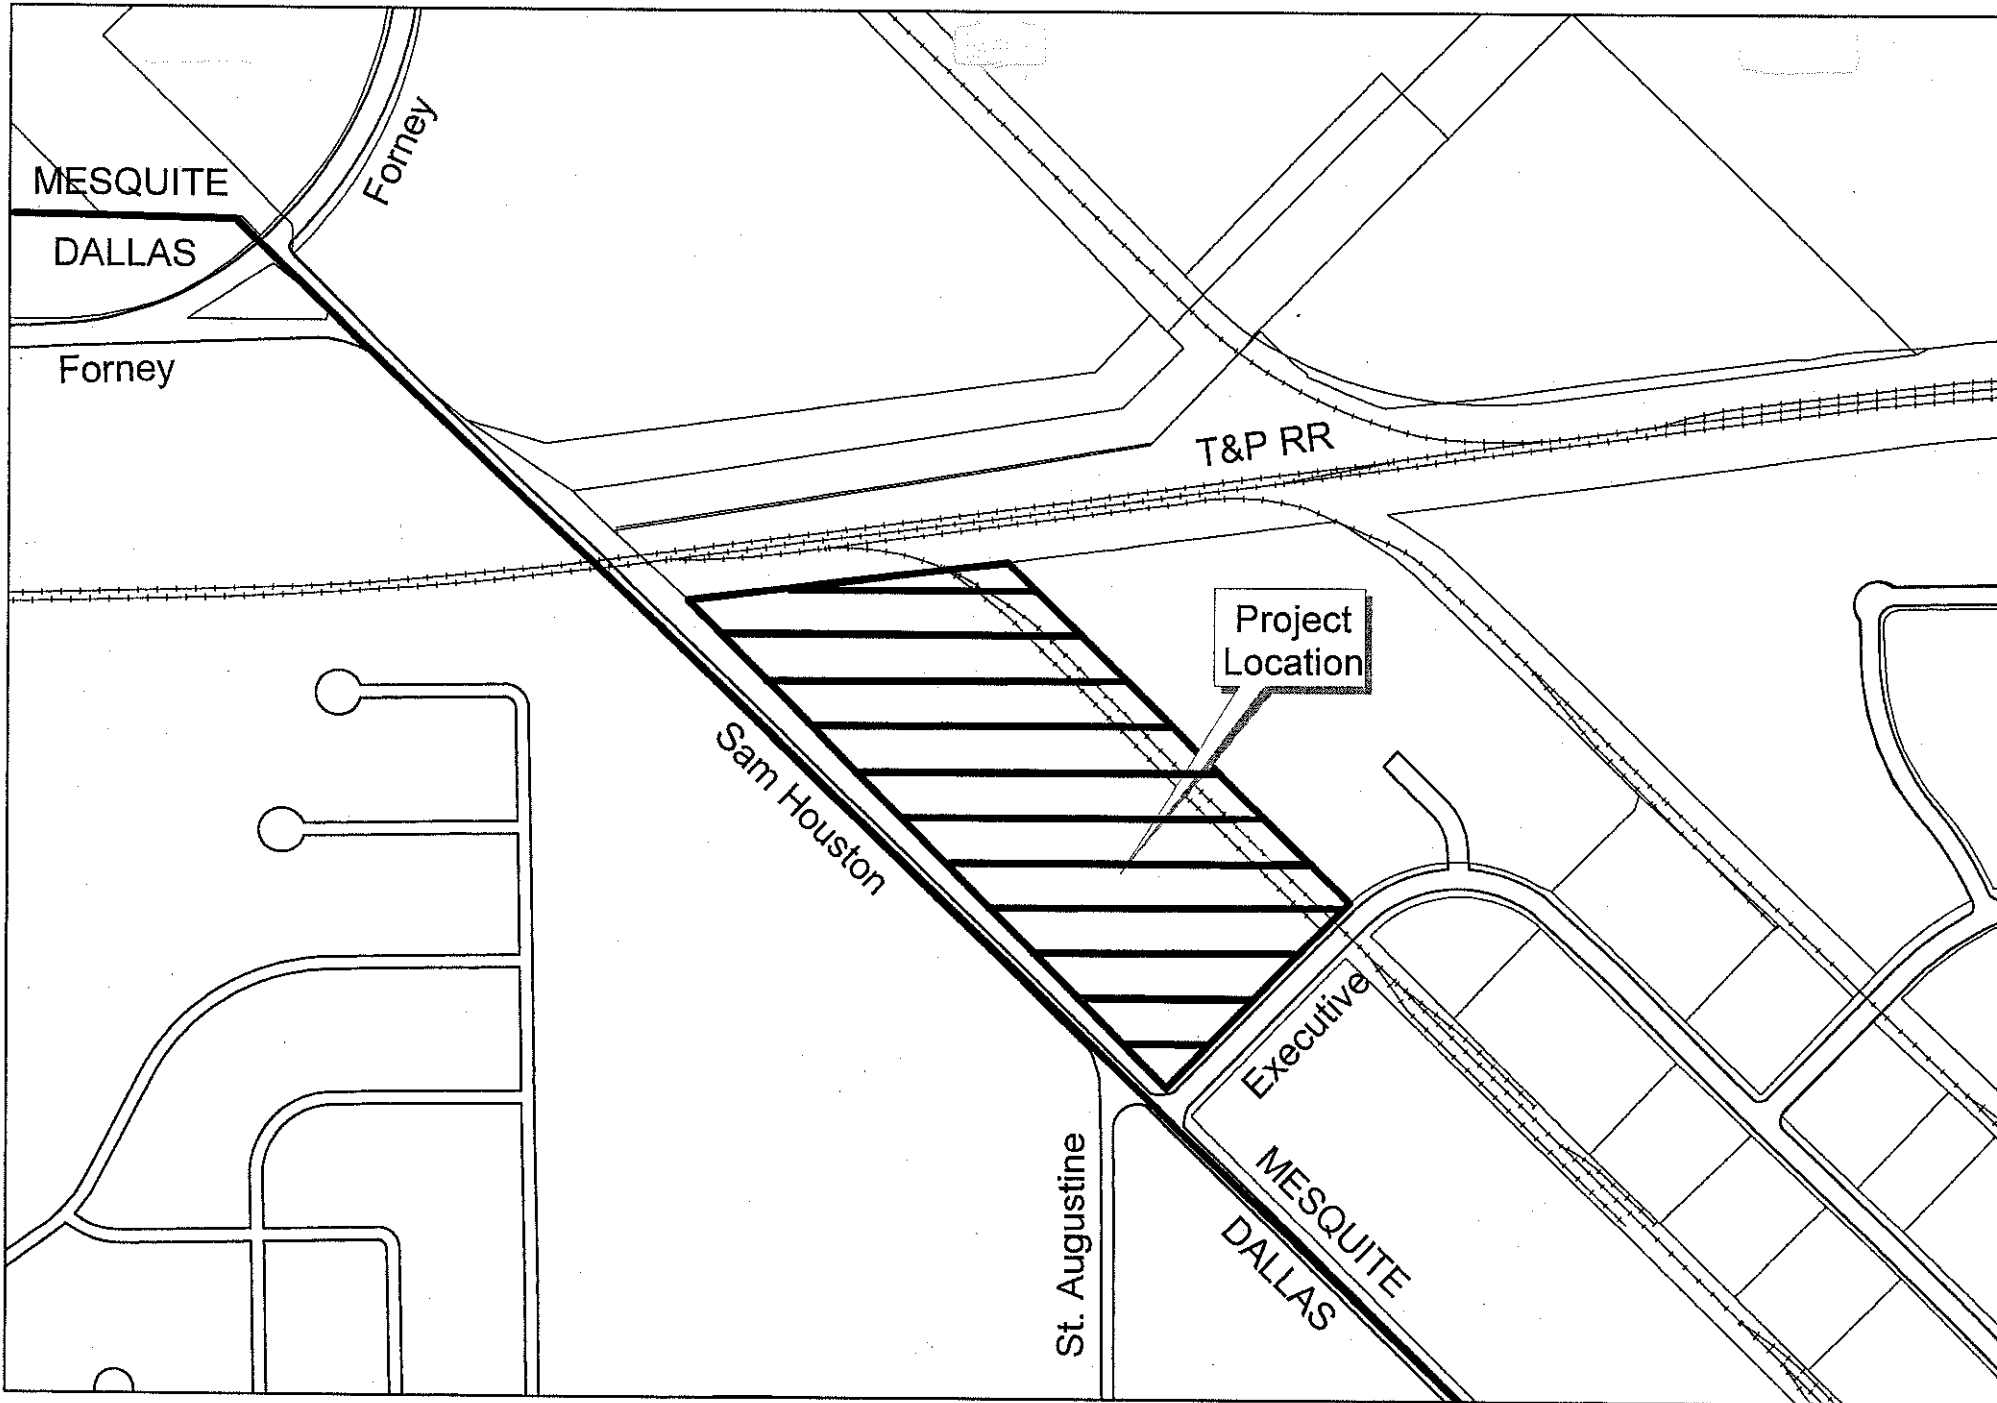 Forney
MESQUITE
DALLAS
Forney
T&P RR
Project
Location
Sam Houston
Executive
St. Augustine
MESQUITE
DALLAS